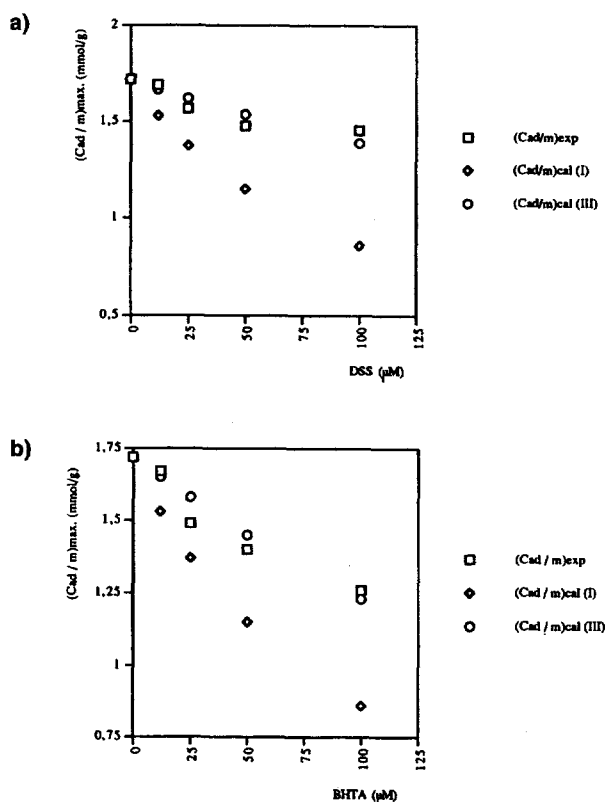 a)
(Cad / m)max. (mmol/g)
2
1,5
1
0,5
0
25
50
75
100
125
DSS (µM)
(Cad/m)exp
(Cad/m)cal (I)
(Cad/m)cal (III)
b)
(Cad / m)max. (mmol/g)
1,75
1,5
1,25
1
0,75
0
25
50
75
100
125
BHTA (µM)
(Cad / m)exp
(Cad / m)cal (I)
(Cad / m)cal (III)